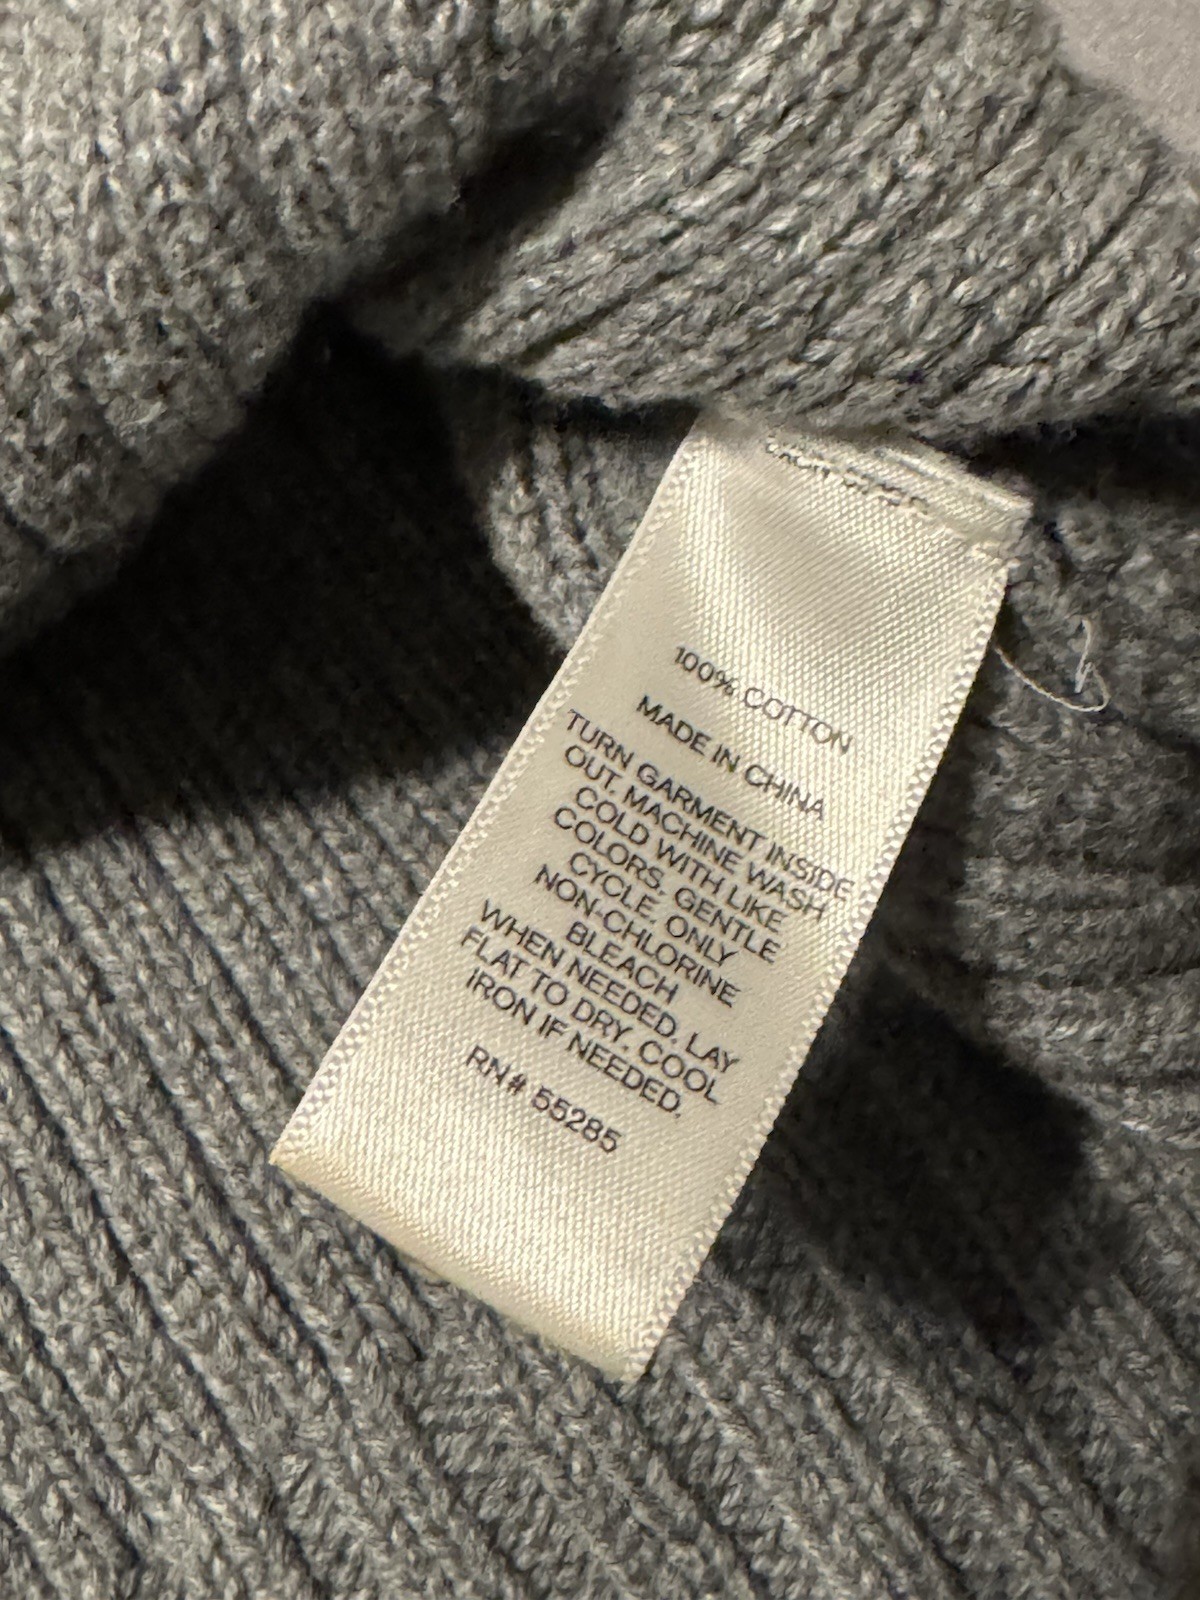 100% COTTON
MADE IN CHINA
TURN GARMENT INSIDE
OUT. MACHINE WASH
COLD WITH LIKE
COLORS. GENTLE
CYCLE. ONLY
NON-CHLORINE
BLEACH
WHEN NEEDED. LAY
FLAT TO DRY. COOL
IRON IF NEEDED.
RN# 55285